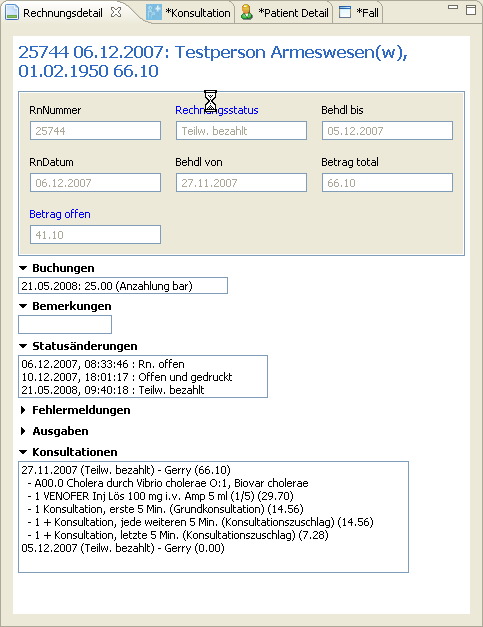 Rechnungsdetail *Konsultation *Patient Detail *Fall
25744 06.12.2007: Testperson Armeswesen(w),
01.02.1950 66.10
RnNummer Rechnungsstatus Behdl bis
25744 Teilw. bezahlt 05.12.2007
RnDatum Behdl von Betrag total
06.12.2007 27.11.2007 66.10
Betrag offen
41.10
Buchungen
21.05.2008: 25.00 (Anzahlung bar)
Bemerkungen
Statusänderungen
06.12.2007, 08:33:46 : Rn. offen
10.12.2007, 18:01:17 : Offen und gedruckt
21.05.2008, 09:40:18 : Teilw. bezahlt
Fehlermeldungen
Ausgaben
Konsultationen
27.11.2007 (Teilw. bezahlt) - Gerry (66.10)
- A00.0 Cholera durch Vibrio cholerae O:1, Biovar cholerae
- 1 VENOFER Inj Lös 100 mg i.v. Amp 5 ml (1/5) (29.70)
- 1 Konsultation, erste 5 Min. (Grundkonsultation) (14.56)
- 1 + Konsultation, jede weiteren 5 Min. (Konsultationszuschlag) (14.56)
- 1 + Konsultation, letzte 5 Min. (Konsultationszuschlag) (7.28)
05.12.2007 (Teilw. bezahlt) - Gerry (0.00)